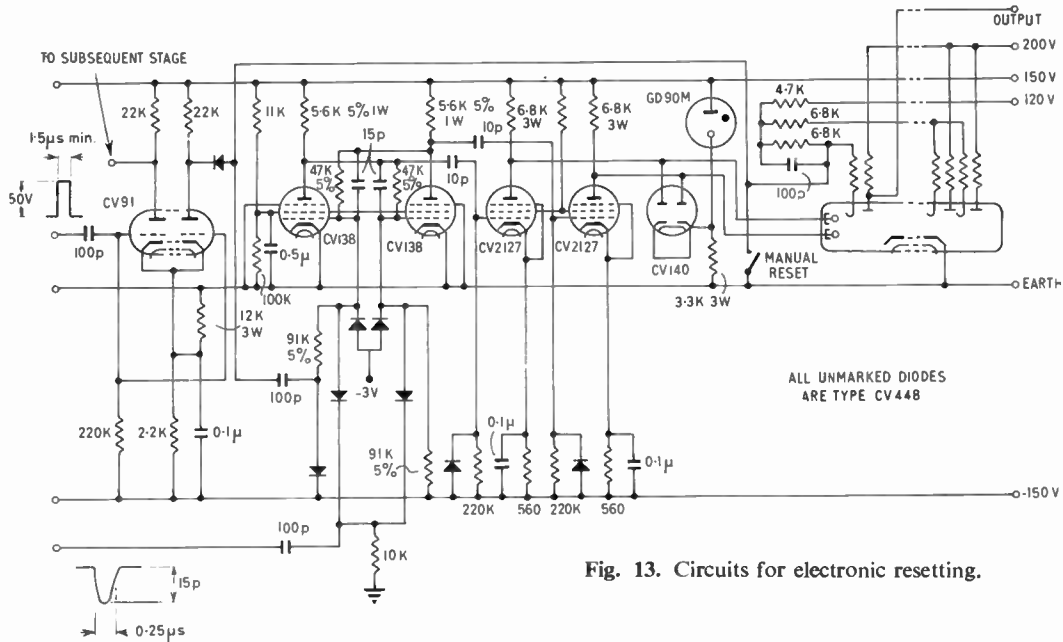 OUTPUT
200V
150V
120V
TO SUBSEQUENT STAGE
22K
22K
11K
5·6K 5% 1W
15p
5·6K 5%
1W
10p
6·8K
3W
6·8K
3W
GD90M
4·7K
6·8K
6·8K
100p
1·5µs min.
50V
CV91
100p
47K
5%
47K
5%
10p
CV138
CV138
CV2127
CV2127
CV140
0·5µ
100K
MANUAL
RESET
3·3K 3W
EARTH
12K
3W
91K
5%
100p
-3V
ALL UNMARKED DIODES
ARE TYPE CV448
220K
2·2K
0·1µ
91K
5%
0·1µ
220K
560
220K
560
0·1µ
-150V
100p
10K
15p
0·25µs
Fig. 13. Circuits for electronic resetting.